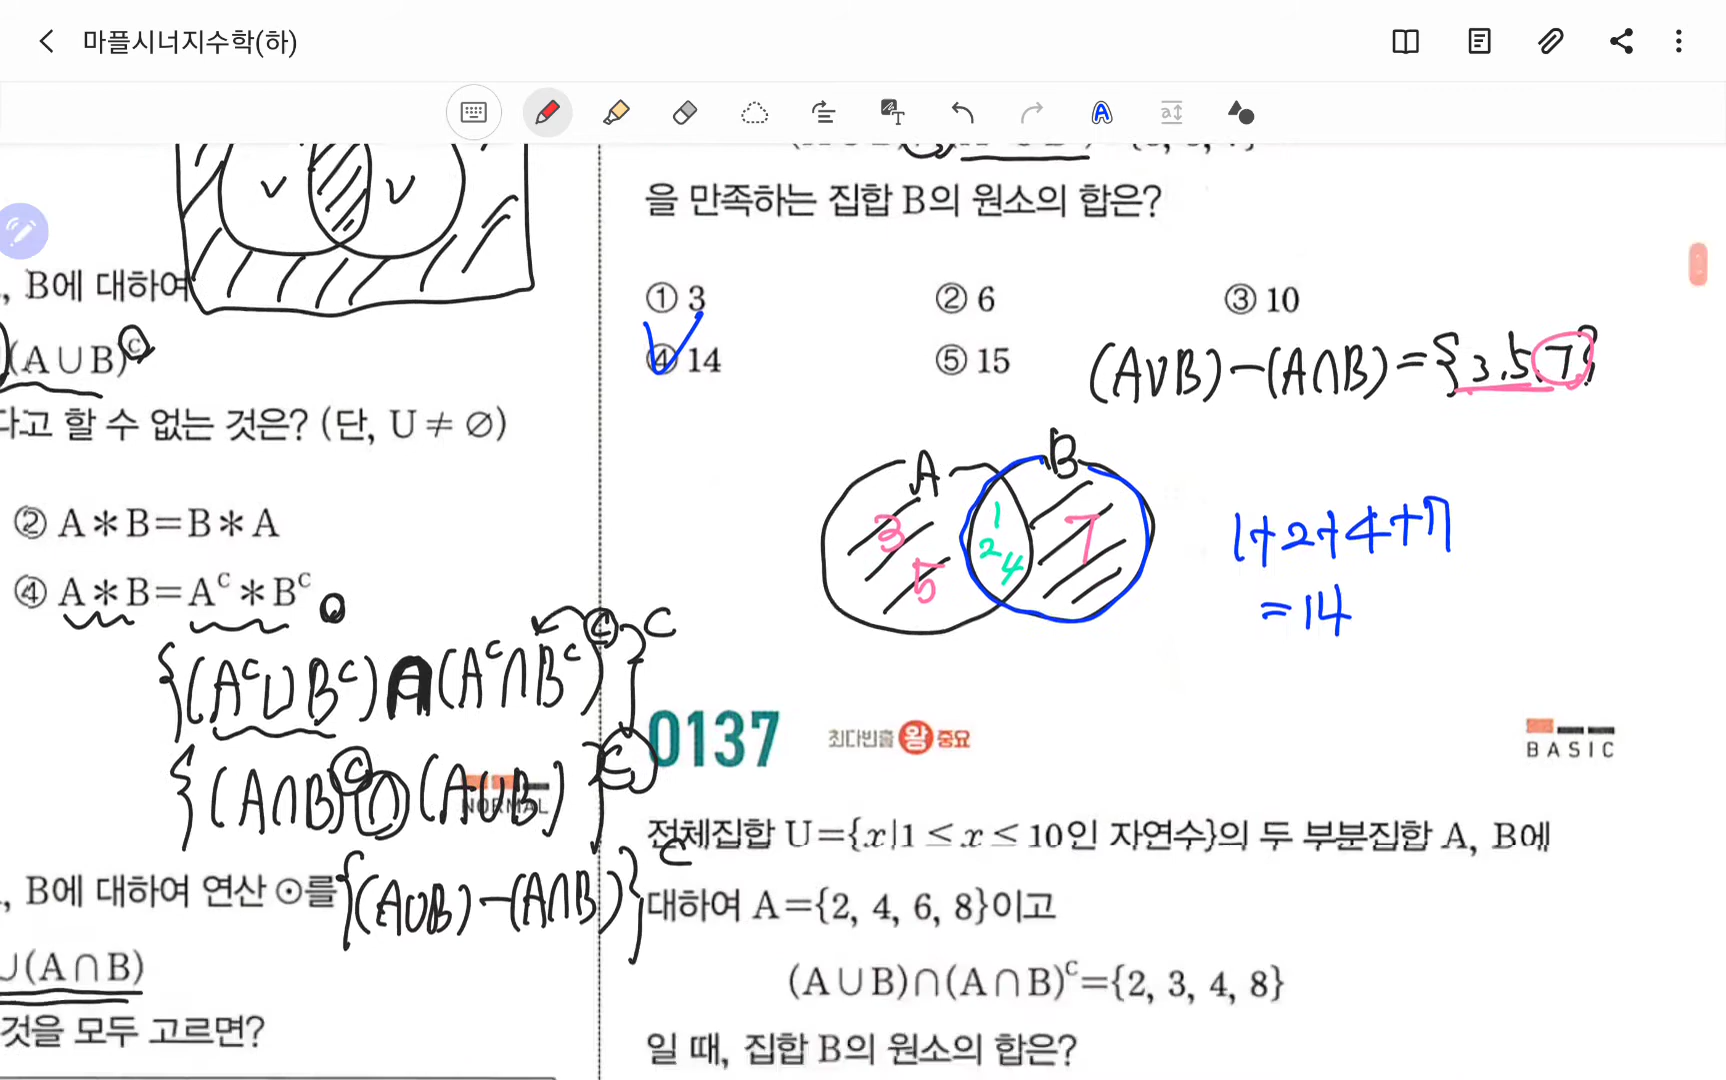 마플시너지수학(하)
, B에 대하여
(A∪B)ᶜ
다고 할 수 없는 것은? (단, U≠∅)
② A∗B=B∗A
④ A∗B=Aᶜ∗Bᶜ
{(Aᶜ∪Bᶜ)∩(Aᶜ∩Bᶜ)ᶜ}ᶜ
{(A∩B)ᶜ∩(A∪B)}ᶜ
NORMAL
, B에 대하여 연산 ⊙를
{(A∪B)-(A∩B)}ᶜ
∪(A∩B)
것을 모두 고르면?
을 만족하는 집합 B의 원소의 합은?
① 3 ② 6 ③ 10
④ 14 ⑤ 15
(A∪B)-(A∩B)={3,5,7}
A B
3 5 1 2 4 7
1+2+4+7
=14
0137 최다빈출 왕 중요 BASIC
전체집합 U={x|1≤x≤10인 자연수}의 두 부분집합 A, B에
대하여 A={2, 4, 6, 8}이고
(A∪B)∩(A∩B)ᶜ={2, 3, 4, 8}
일 때, 집합 B의 원소의 합은?